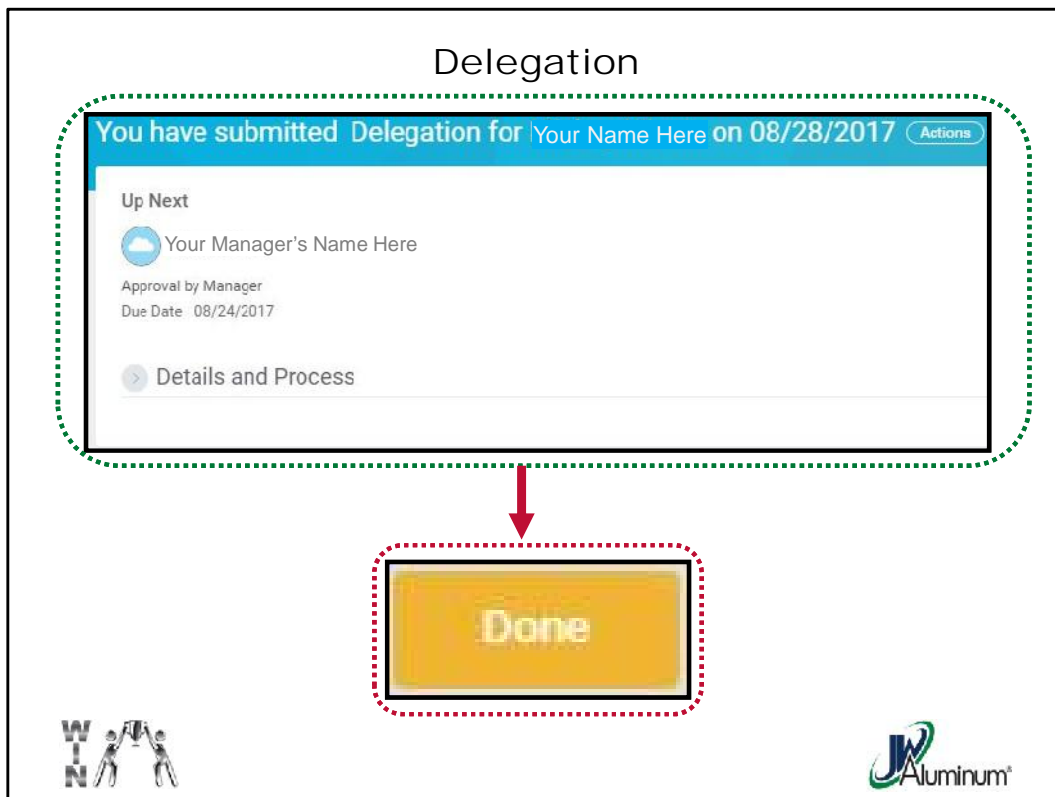 Delegation
You have submitted Delegation for Your Name Here on 08/28/2017 Actions
Up Next
Your Manager's Name Here
Approval by Manager
Due Date 08/24/2017
Details and Process
Done
WIN
JW
Aluminum®